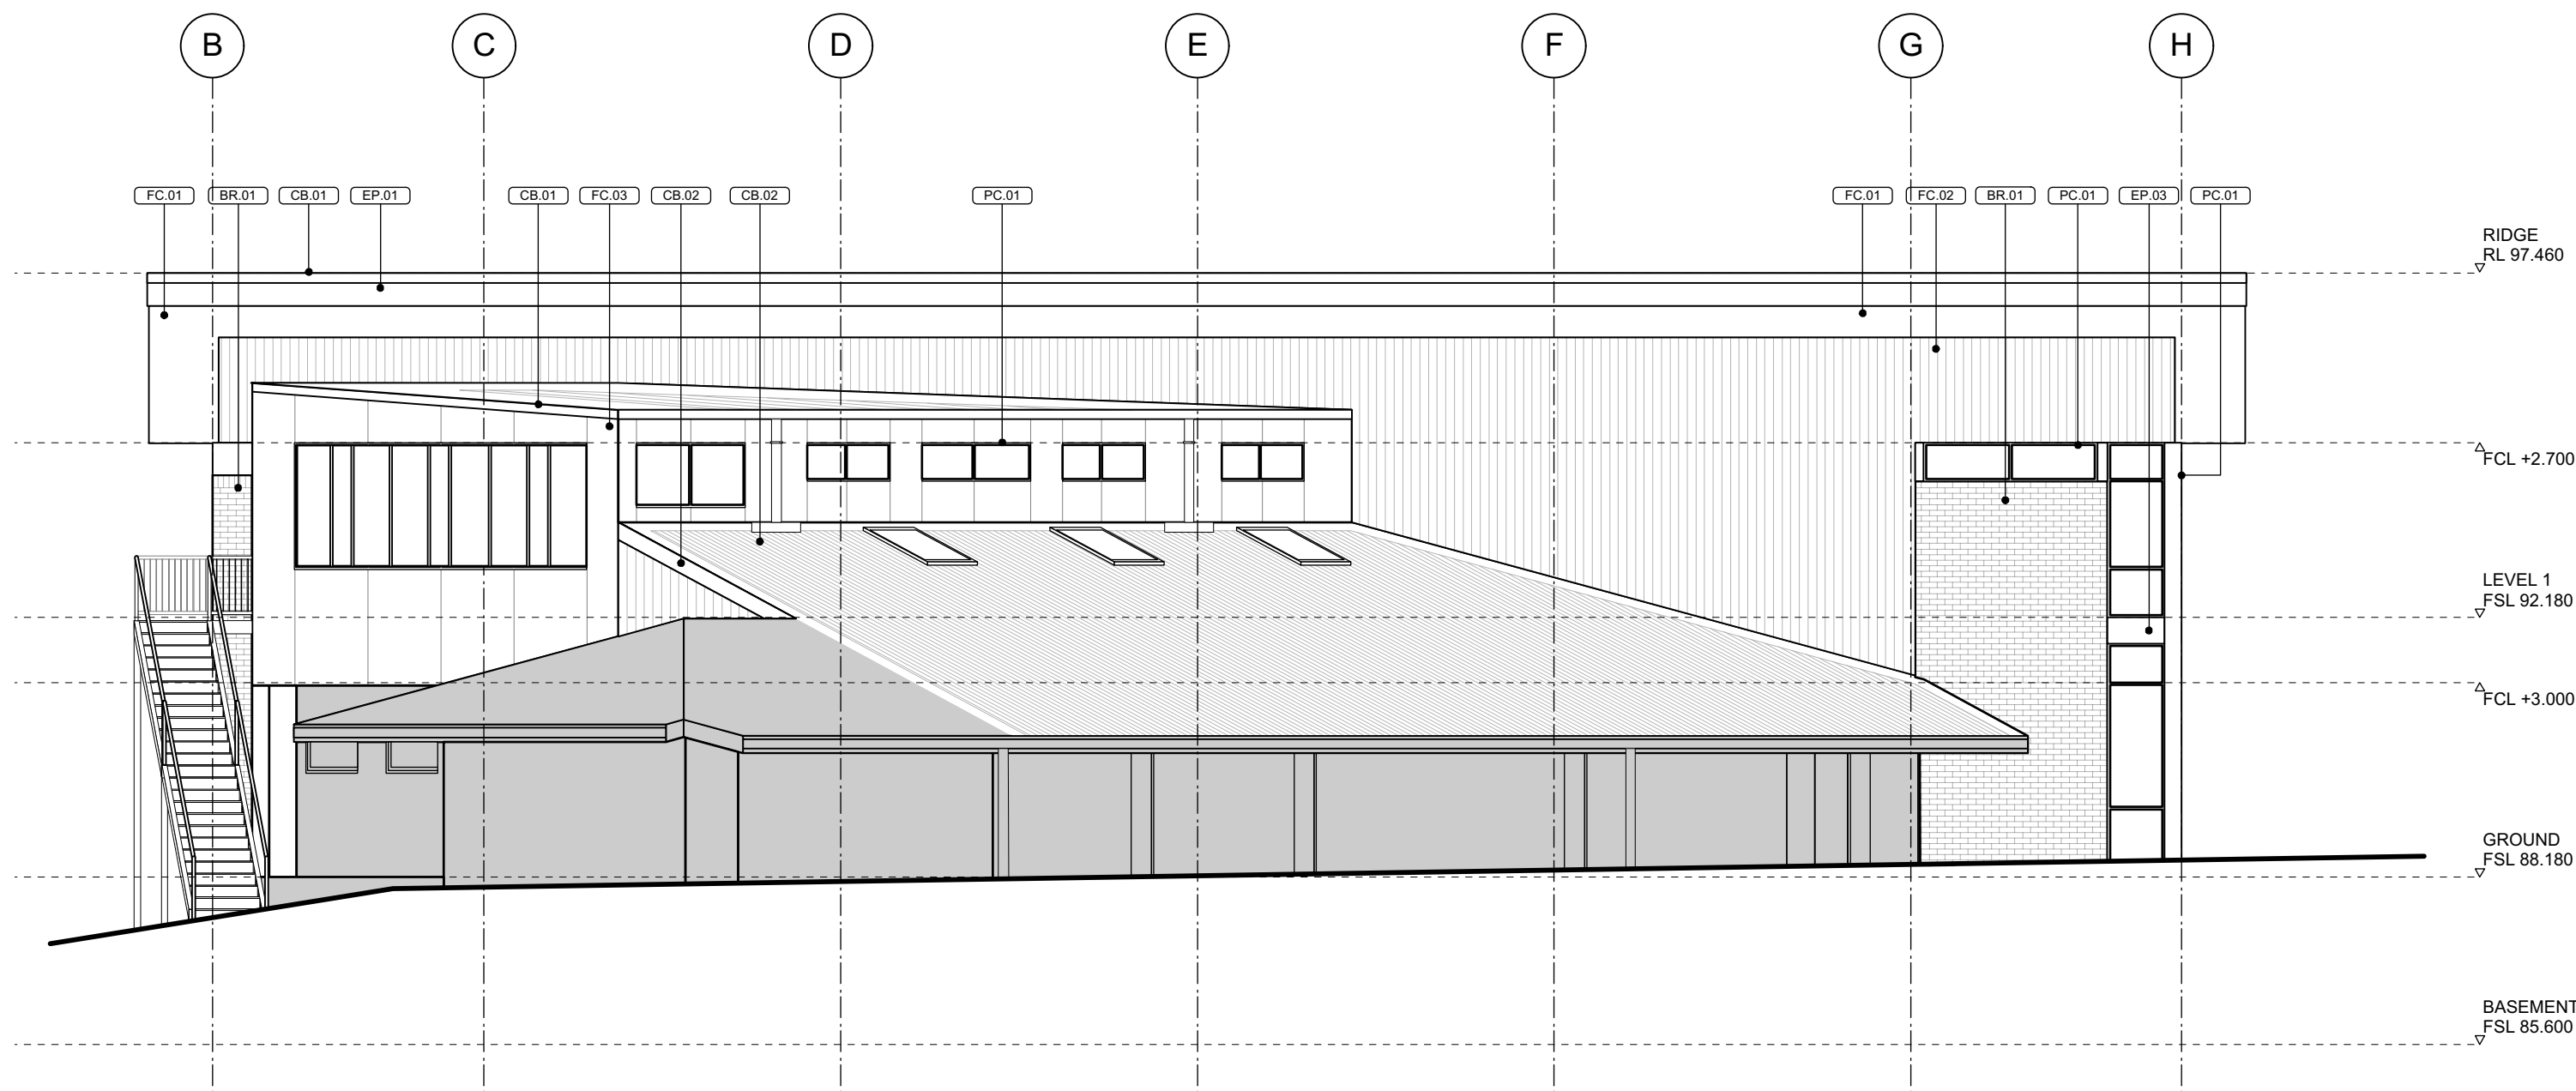 B
C
D
E
F
G
H
FC.01
BR.01
CB.01
EP.01
CB.01
FC.03
CB.02
CB.02
PC.01
FC.01
FC.02
BR.01
PC.01
EP.03
PC.01
RIDGE
RL 97.460
FCL +2.700
LEVEL 1
FSL 92.180
FCL +3.000
GROUND
FSL 88.180
BASEMENT
FSL 85.600